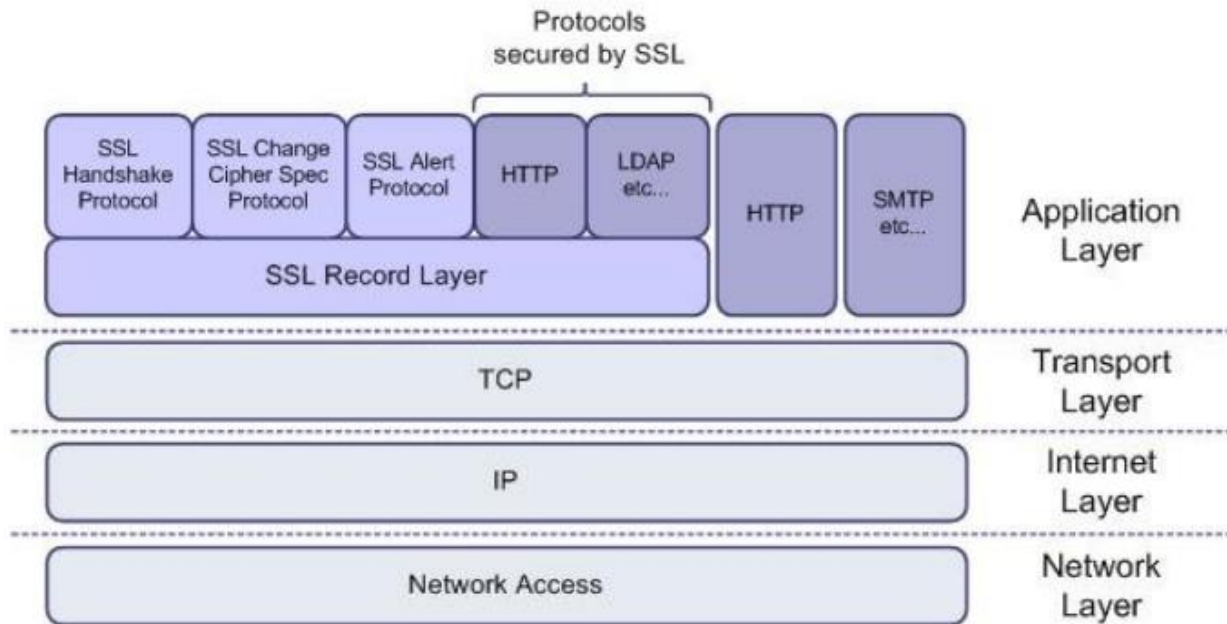 Protocols
secured by SSL
SSL
Handshake
Protocol
SSL Change
Cipher Spec
Protocol
SSL Alert
Protocol
HTTP
LDAP
etc...
HTTP
SMTP
etc...
Application
Layer
SSL Record Layer
TCP
Transport
Layer
IP
Internet
Layer
Network Access
Network
Layer